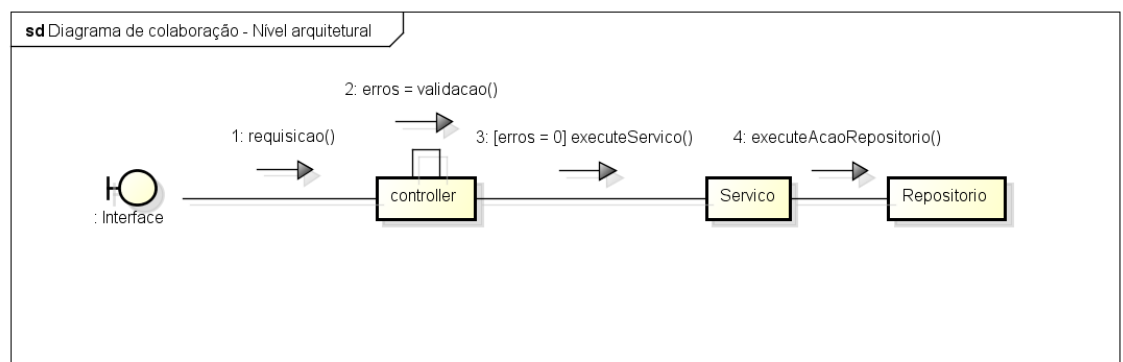 sd Diagrama de colaboração - Nível arquitetural
2: erros = validacao()
1: requisicao()
3: [erros = 0] executeServico()
4: executeAcaoRepositorio()
controller
Servico
Repositorio
: Interface